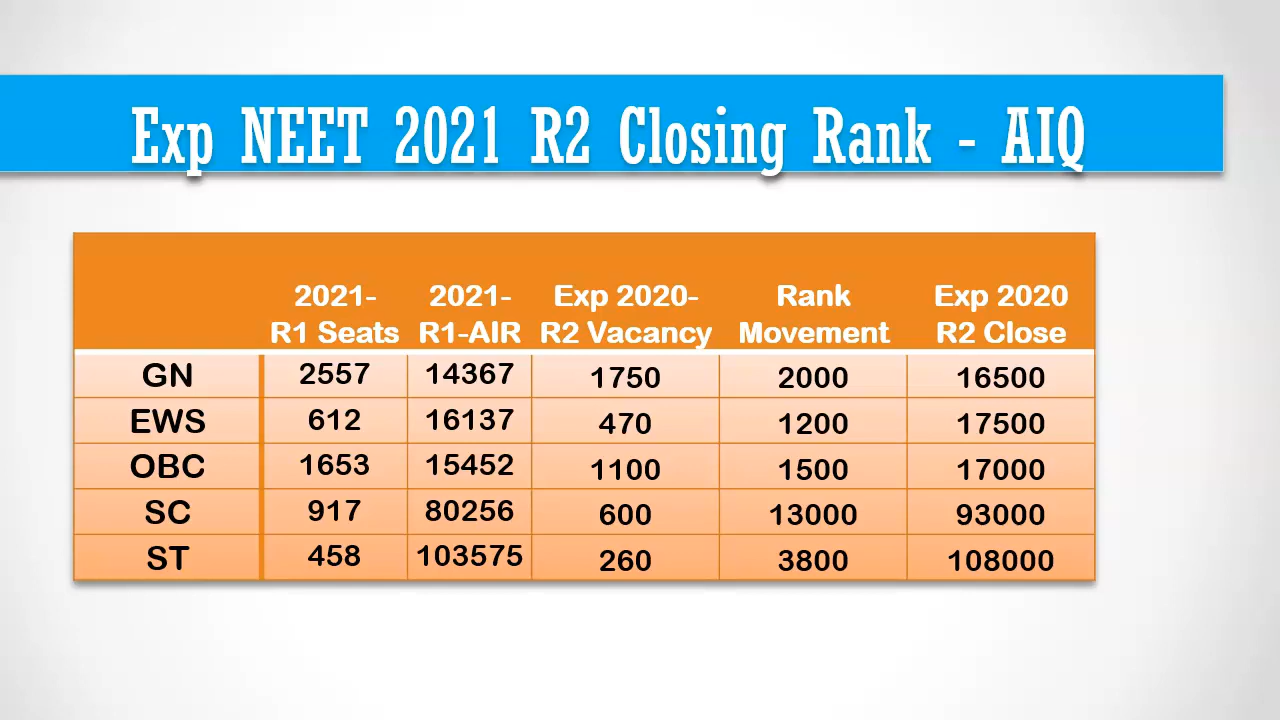 Exp NEET 2021 R2 Closing Rank - AIQ
2021- 2021- Exp 2020- Rank Exp 2020
R1 Seats R1-AIR R2 Vacancy Movement R2 Close
GN 2557 14367 1750 2000 16500
EWS 612 16137 470 1200 17500
OBC 1653 15452 1100 1500 17000
SC 917 80256 600 13000 93000
ST 458 103575 260 3800 108000